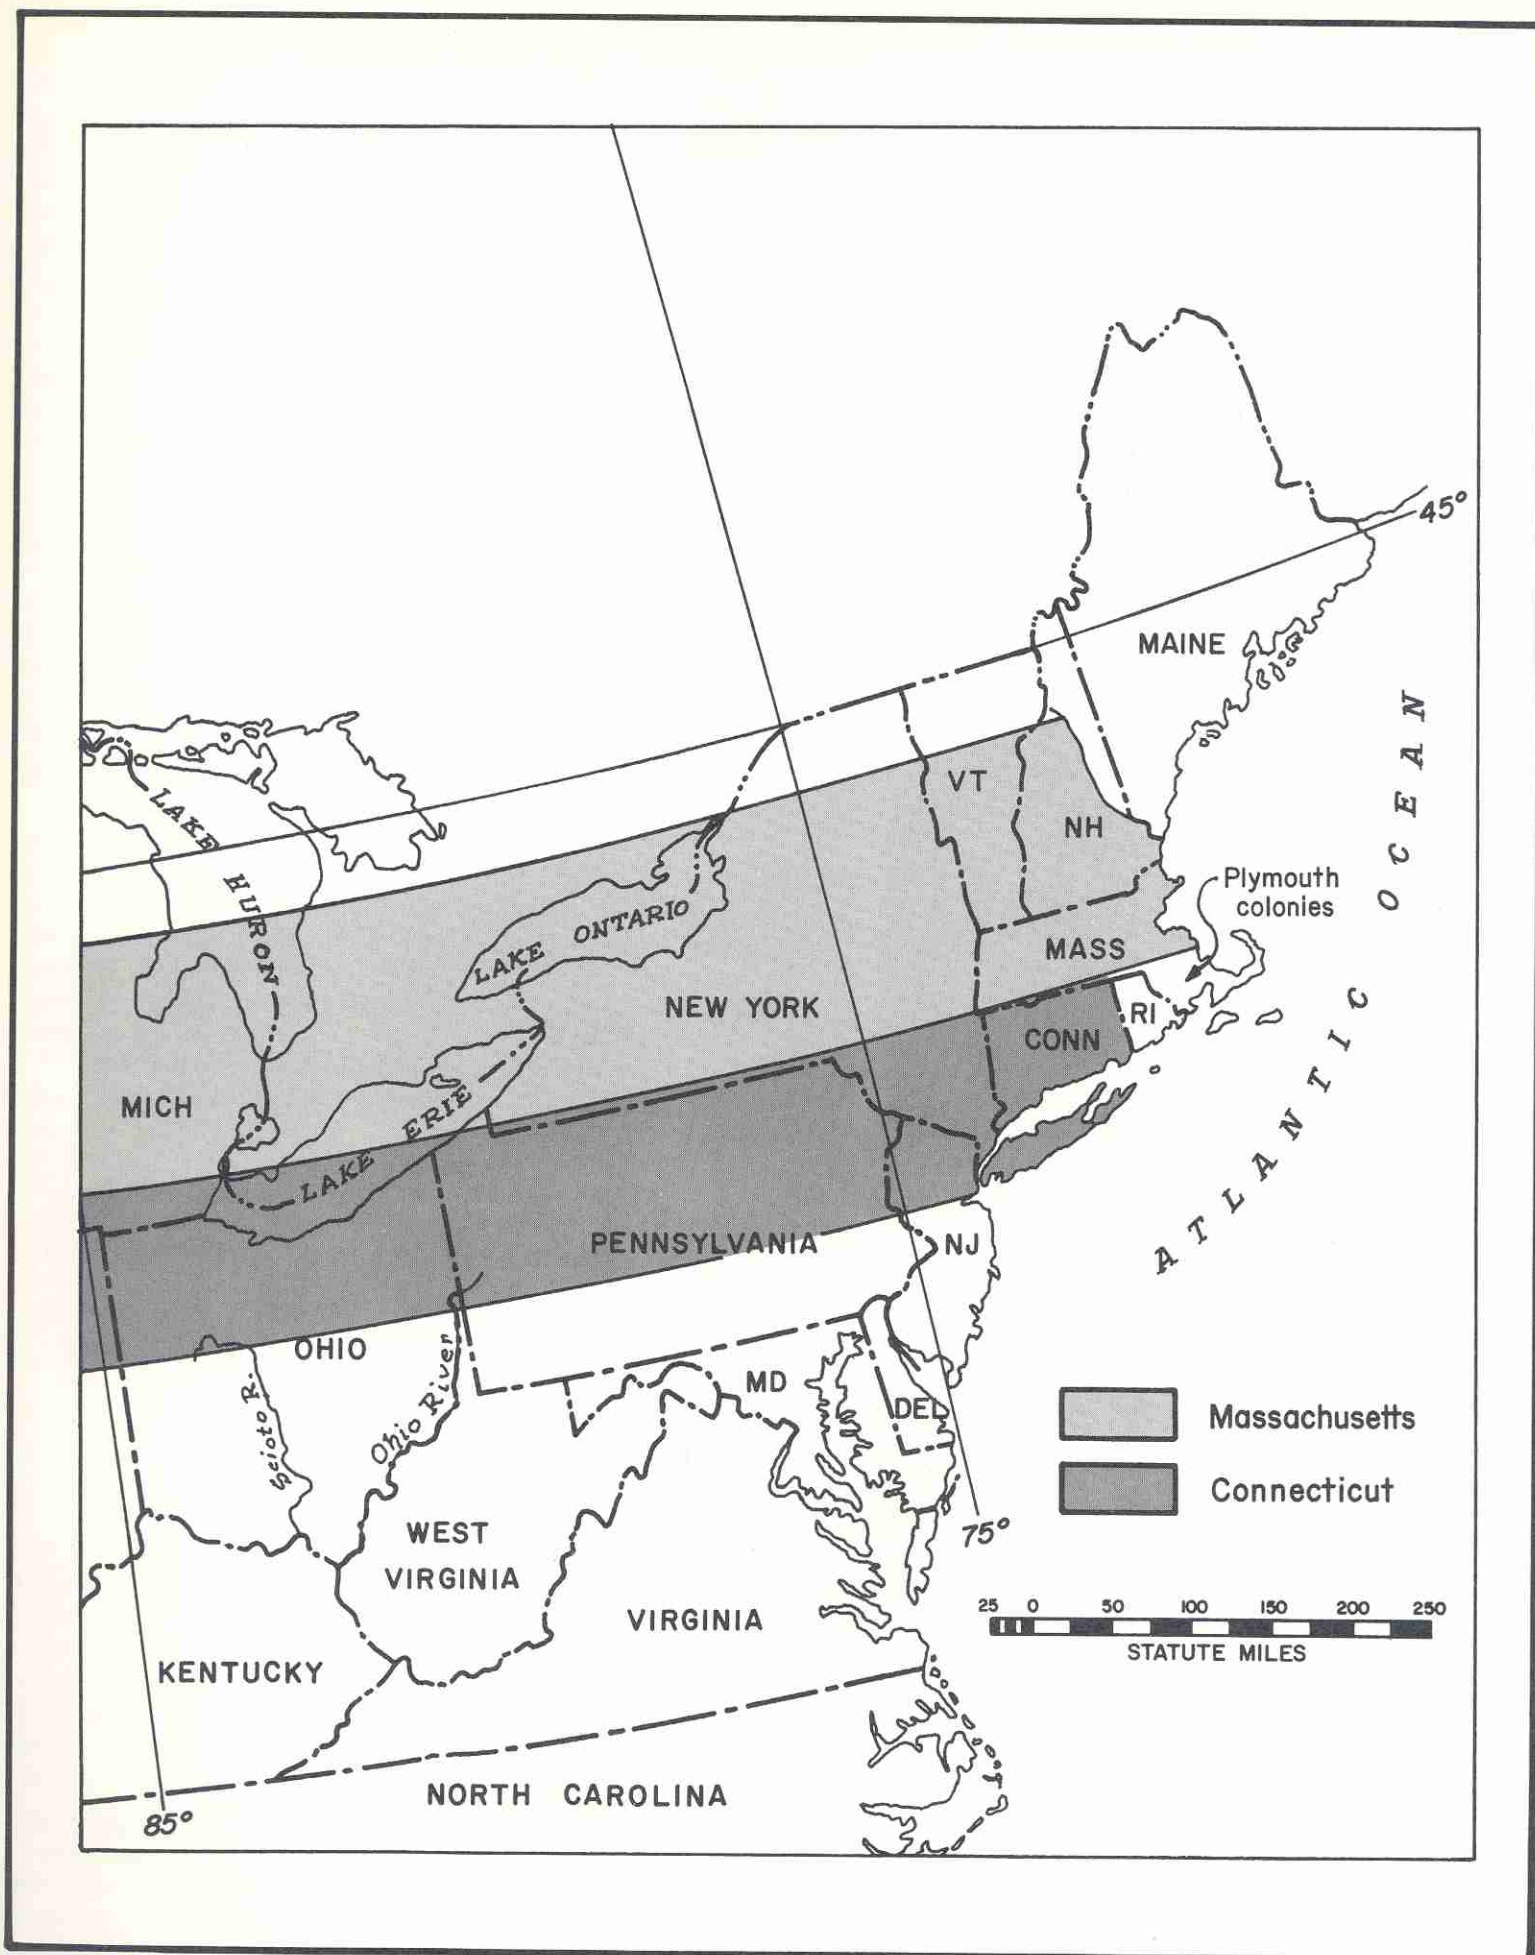 45°
MAINE
LAKE HURON
VT
NH
Plymouth
colonies
LAKE ONTARIO
MASS
NEW YORK
RI
CONN
MICH
LAKE ERIE
ATLANTIC OCEAN
PENNSYLVANIA
NJ
OHIO
Scioto R.
Ohio River
MD
DEL
Massachusetts
Connecticut
75°
WEST
VIRGINIA
VIRGINIA
25 0 50 100 150 200 250
STATUTE MILES
KENTUCKY
NORTH CAROLINA
85°